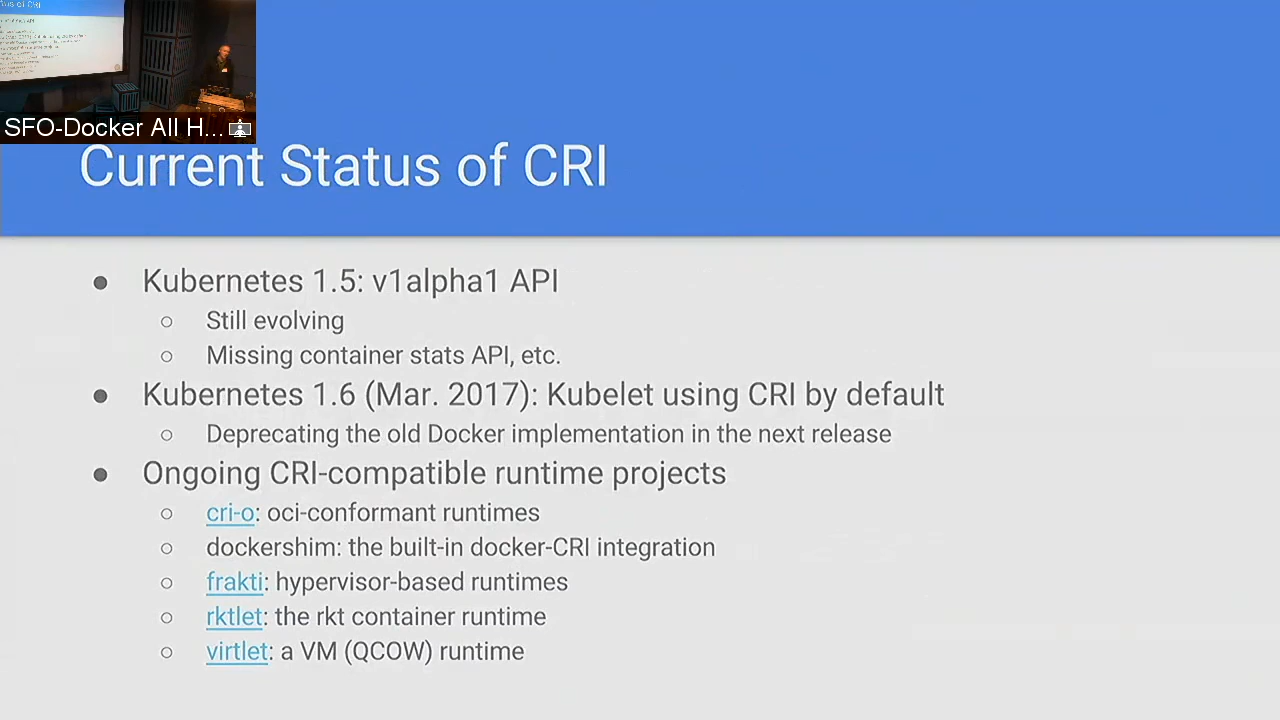 SFO-Docker All H...
Current Status of CRI
● Kubernetes 1.5: v1alpha1 API
○ Still evolving
○ Missing container stats API, etc.
● Kubernetes 1.6 (Mar. 2017): Kubelet using CRI by default
○ Deprecating the old Docker implementation in the next release
● Ongoing CRI-compatible runtime projects
○ cri-o: oci-conformant runtimes
○ dockershim: the built-in docker-CRI integration
○ frakti: hypervisor-based runtimes
○ rktlet: the rkt container runtime
○ virtlet: a VM (QCOW) runtime